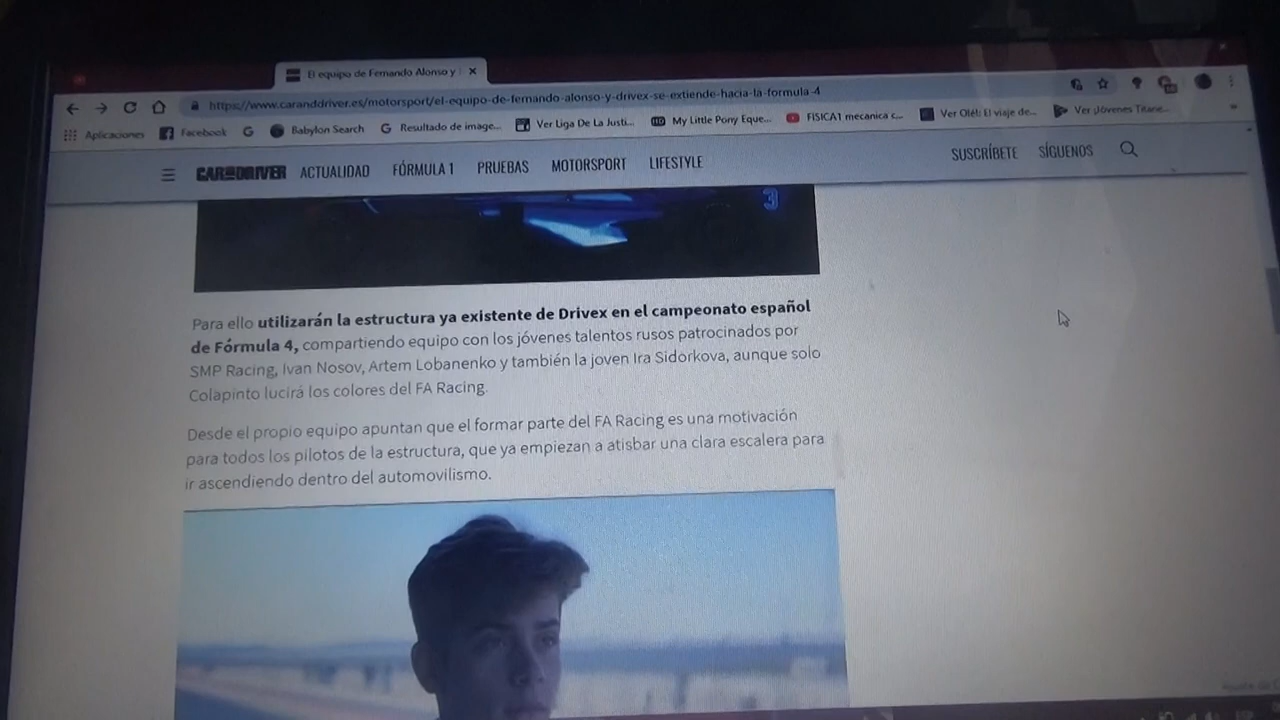 El equipo de Fernando Alonso y
https://www.caranddriver.es/motorsport/el-equipo-de-fernando-alonso-y-drivex-se-extiende-hacia-la-formula-4
Aplicaciones Facebook Babylon Search Resultado de image... Ver Liga De La Justi... My Little Pony Eque... FISICA1 mecanica c... Ver Olél: El viaje de... Ver ¡Jóvenes Titane...
CAR AND DRIVER ACTUALIDAD FÓRMULA 1 PRUEBAS MOTORSPORT LIFESTYLE SUSCRÍBETE SÍGUENOS
3
Para ello utilizarán la estructura ya existente de Drivex en el campeonato español
de Fórmula 4, compartiendo equipo con los jóvenes talentos rusos patrocinados por
SMP Racing, Ivan Nosov, Artem Lobanenko y también la joven Ira Sidorkova, aunque solo
Colapinto lucirá los colores del FA Racing.
Desde el propio equipo apuntan que el formar parte del FA Racing es una motivación
para todos los pilotos de la estructura, que ya empiezan a atisbar una clara escalera para
ir ascendiendo dentro del automovilismo.